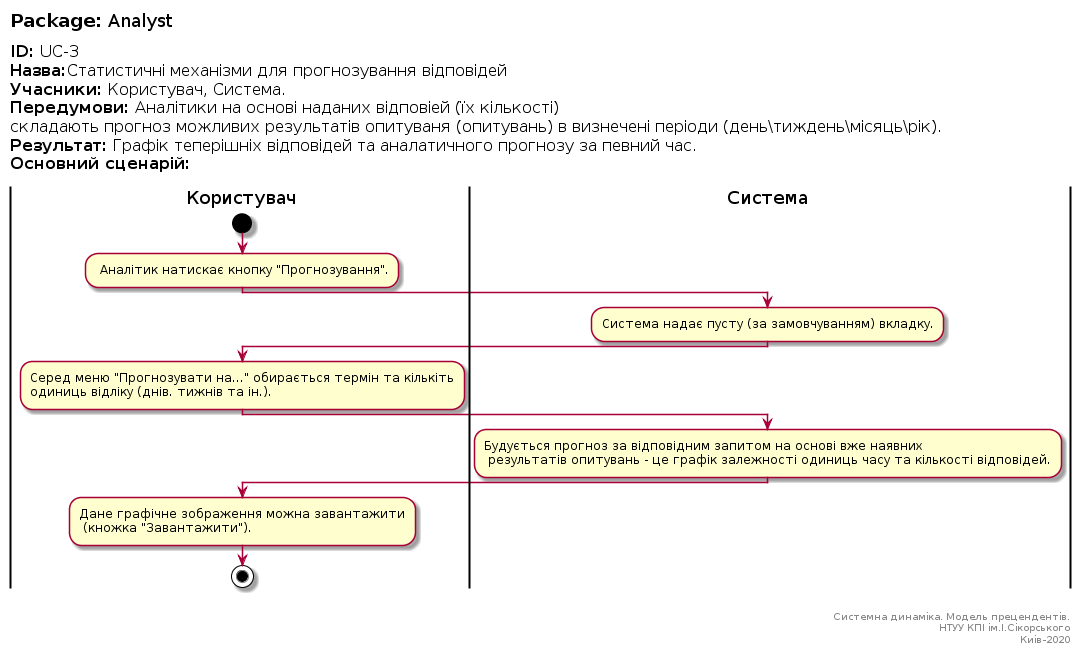 Package: Analyst
ID: UC-3
Назва:Статистичні механізми для прогнозування відповідей
Учасники: Користувач, Система.
Передумови: Аналітики на основі наданих відповіей (їх кількості)
складають прогноз можливих результатів опитуваня (опитувань) в визнечені періоди (день\тиждень\місяць\рік).
Результат: Графік теперішніх відповідей та аналатичного прогнозу за певний час.
Основний сценарій:
Користувач
Система
Аналітик натискає кнопку "Прогнозування".
Система надає пусту (за замовчуванням) вкладку.
Серед меню "Прогнозувати на..." обирається термін та кількіть
одиниць відліку (днів. тижнів та ін.).
Будується прогноз за відповідним запитом на основі вже наявних
результатів опитувань - це графік залежності одиниць часу та кількості відповідей.
Дане графічне зображення можна завантажити
(кножка "Завантажити").
Системна динаміка. Модель прецендентів.
НТУУ КПІ ім.І.Сікорського
Київ-2020